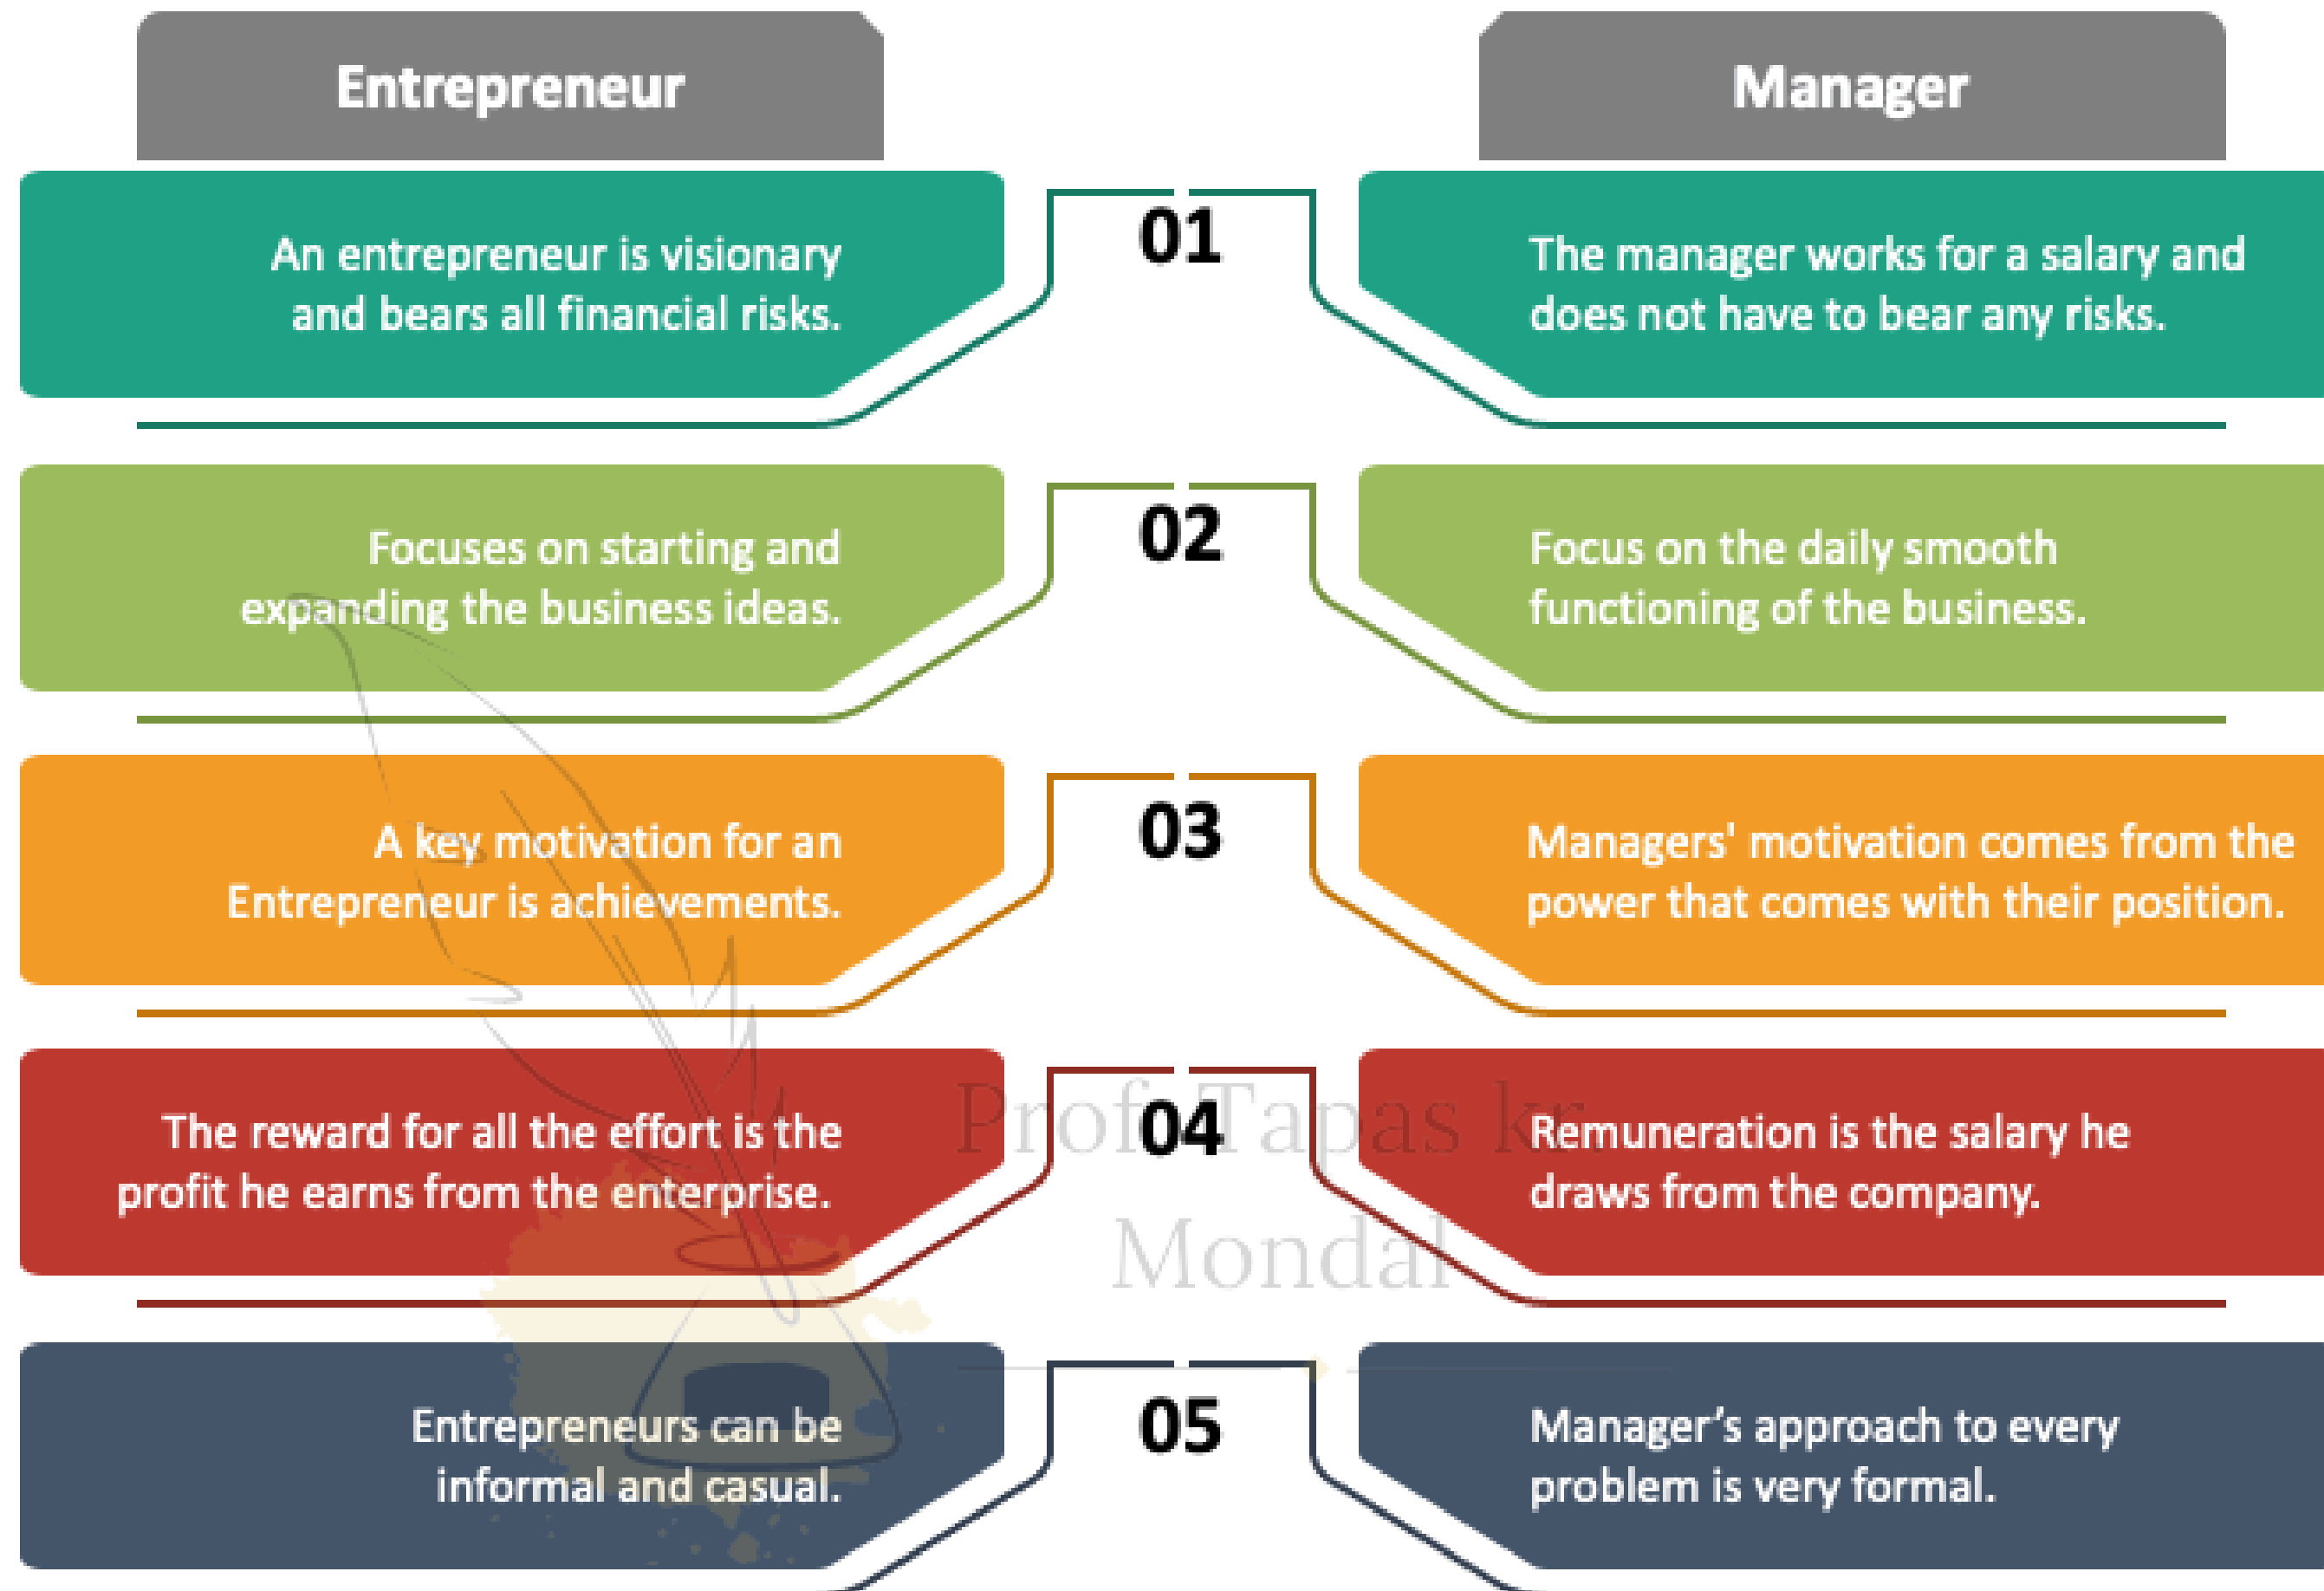 Entrepreneur
Manager
An entrepreneur is visionary
and bears all financial risks.
01
The manager works for a salary and
does not have to bear any risks.
Focuses on starting and
expanding the business ideas.
02
Focus on the daily smooth
functioning of the business.
A key motivation for an
Entrepreneur is achievements.
03
Managers' motivation comes from the
power that comes with their position.
The reward for all the effort is the
profit he earns from the enterprise.
04
Remuneration is the salary he
draws from the company.
Prof. Tapas kr.
Mondal
Entrepreneurs can be
informal and casual.
05
Manager’s approach to every
problem is very formal.